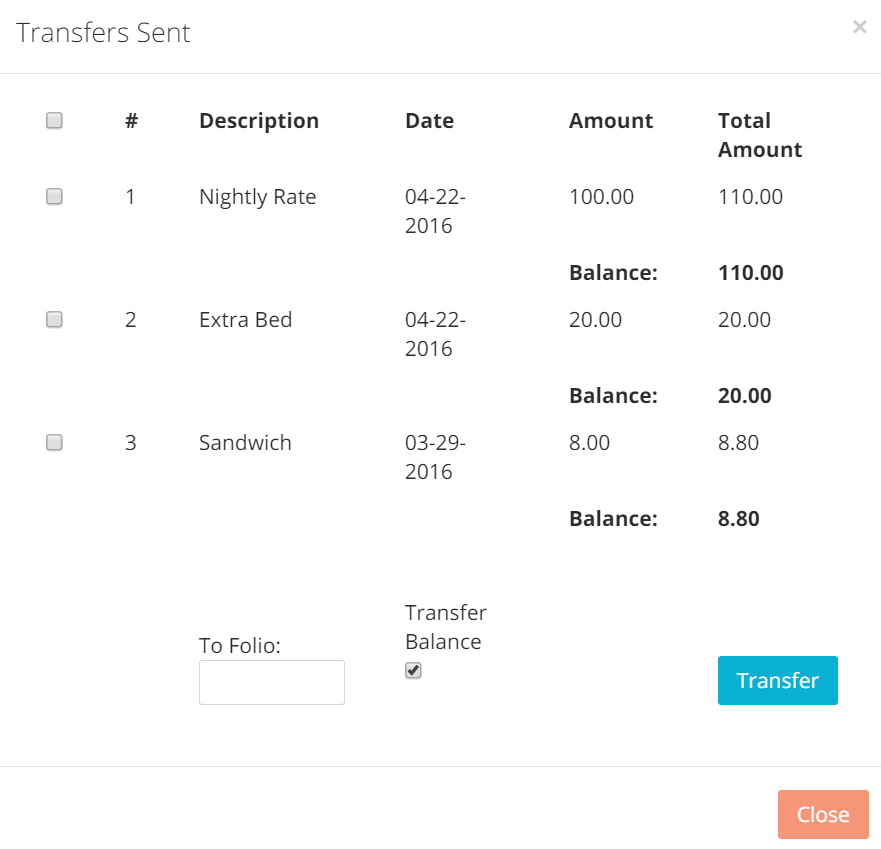 Transfers Sent ×
# Description Date Amount Total
Amount
1 Nightly Rate 04-22- 100.00 110.00
2016
Balance: 110.00
2 Extra Bed 04-22- 20.00 20.00
2016
Balance: 20.00
3 Sandwich 03-29- 8.00 8.80
2016
Balance: 8.80
Transfer
Balance
To Folio:
Transfer
Close